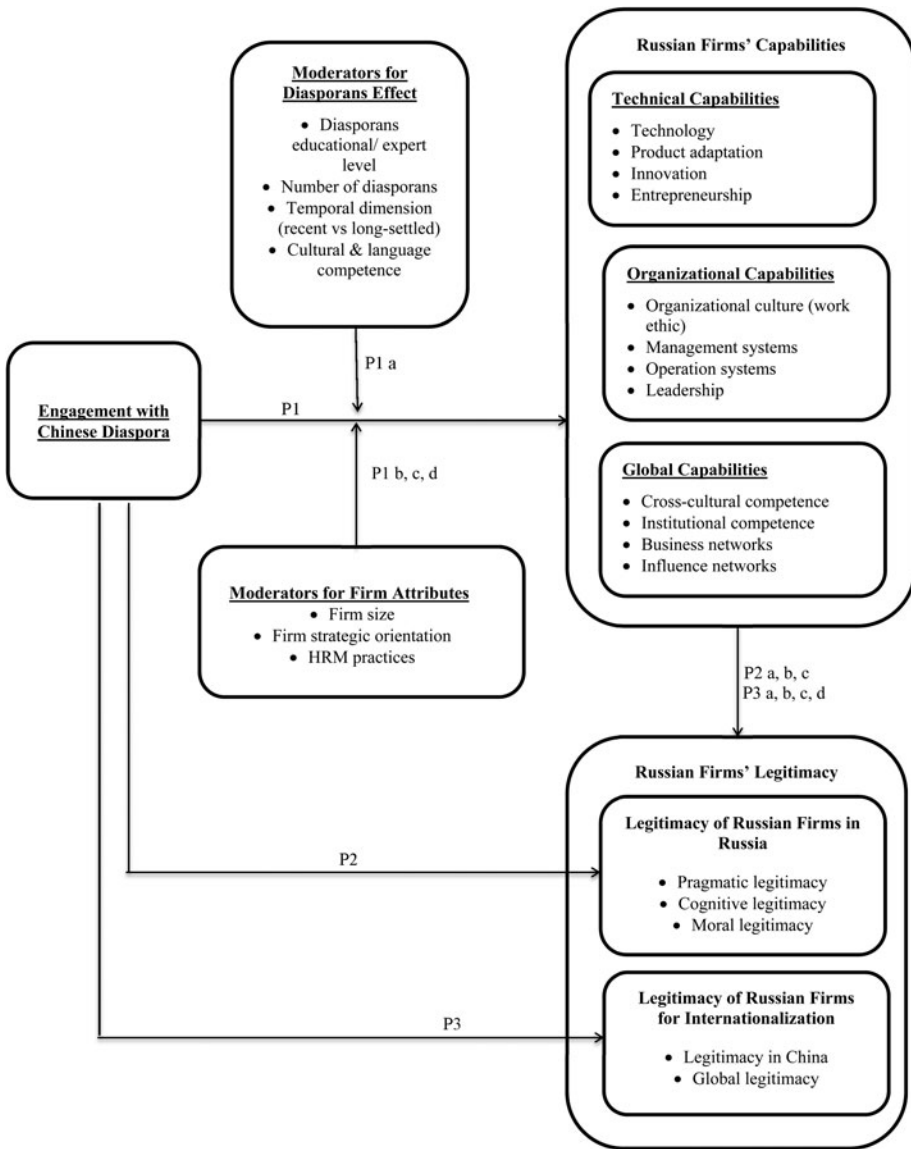 Moderators for
Diasporans Effect
• Diasporans
educational/ expert
level
• Number of diasporans
• Temporal dimension
(recent vs long-settled)
• Cultural & language
competence
Russian Firms’ Capabilities
Technical Capabilities
• Technology
• Product adaptation
• Innovation
• Entrepreneurship
Organizational Capabilities
• Organizational culture (work
ethic)
• Management systems
• Operation systems
• Leadership
Global Capabilities
• Cross-cultural competence
• Institutional competence
• Business networks
• Influence networks
P1 a
Engagement with
Chinese Diaspora
P1
P1 b, c, d
Moderators for Firm Attributes
• Firm size
• Firm strategic orientation
• HRM practices
P2 a, b, c
P3 a, b, c, d
Russian Firms’ Legitimacy
Legitimacy of Russian Firms in
Russia
• Pragmatic legitimacy
• Cognitive legitimacy
• Moral legitimacy
P2
Legitimacy of Russian Firms
for Internationalization
• Legitimacy in China
• Global legitimacy
P3